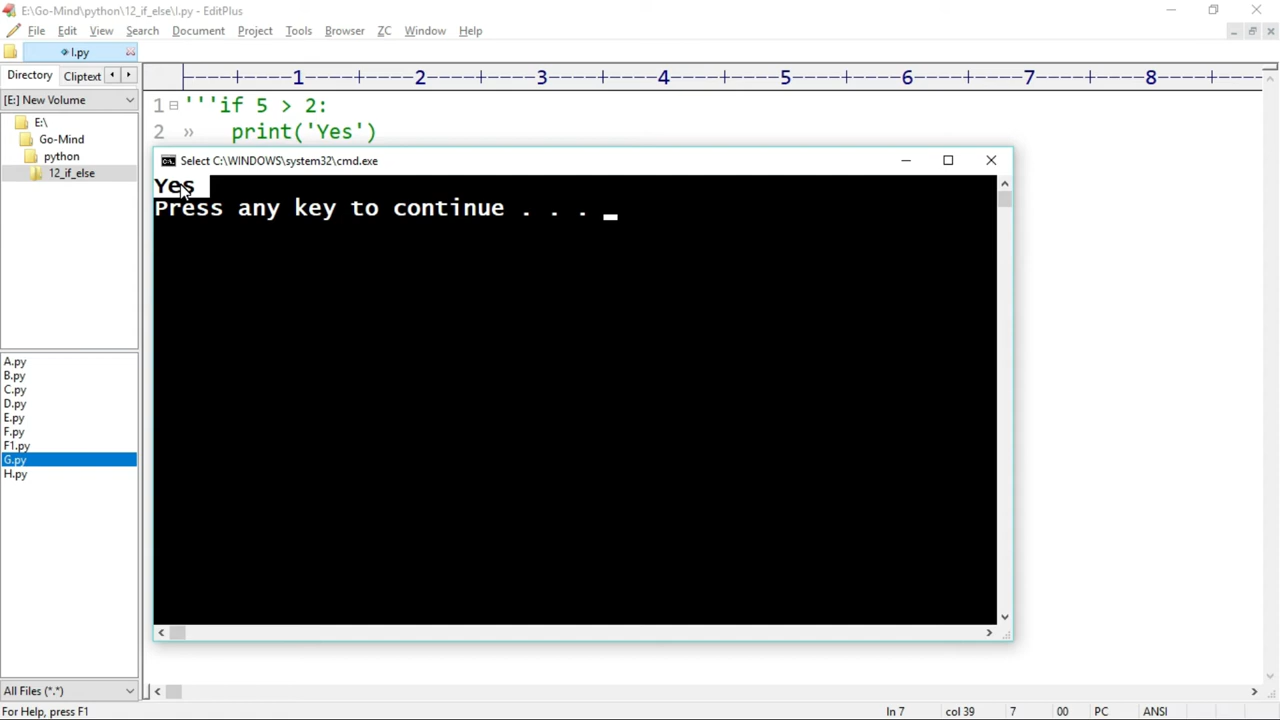 E:\Go-Mind\python\12_if_else\I.py - EditPlus
File Edit View Search Document Project Tools Browser ZC Window Help
I.py
Directory Cliptext
----+----1----+----2----+----3----+----4----+----5----+----6----+----7----+----8----+--
[E:] New Volume
E:\
Go-Mind
python
12_if_else
1 '''if 5 > 2:
2 » print('Yes')
Select C:\WINDOWS\system32\cmd.exe
Yes
Press any key to continue . . . _
A.py
B.py
C.py
D.py
E.py
F.py
F1.py
G.py
H.py
All Files (*.*)
For Help, press F1
ln 7 col 39 7 00 PC ANSI